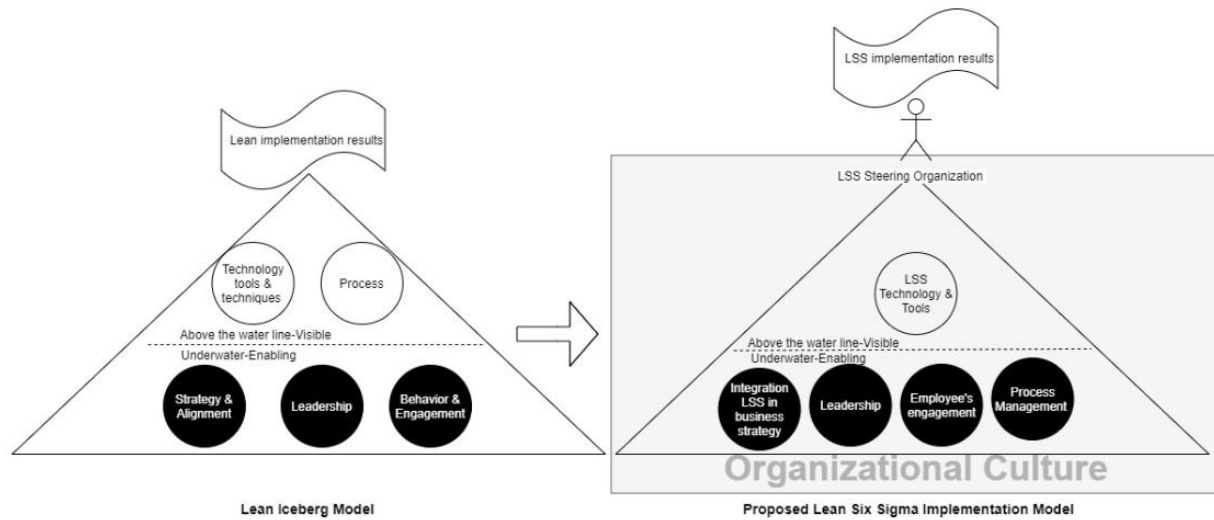 Lean implementation results
Technology
tools &
techniques
Process
Above the water line-Visible
Underwater-Enabling
Strategy &
Alignment
Leadership
Behavior &
Engagement
Lean Iceberg Model
LSS implementation results
LSS Steering Organization
LSS
Technology &
Tools
Above the water line-Visible
Underwater-Enabling
Integration
LSS in
business
strategy
Leadership
Employee's
engagement
Process
Management
Organizational Culture
Proposed Lean Six Sigma Implementation Model